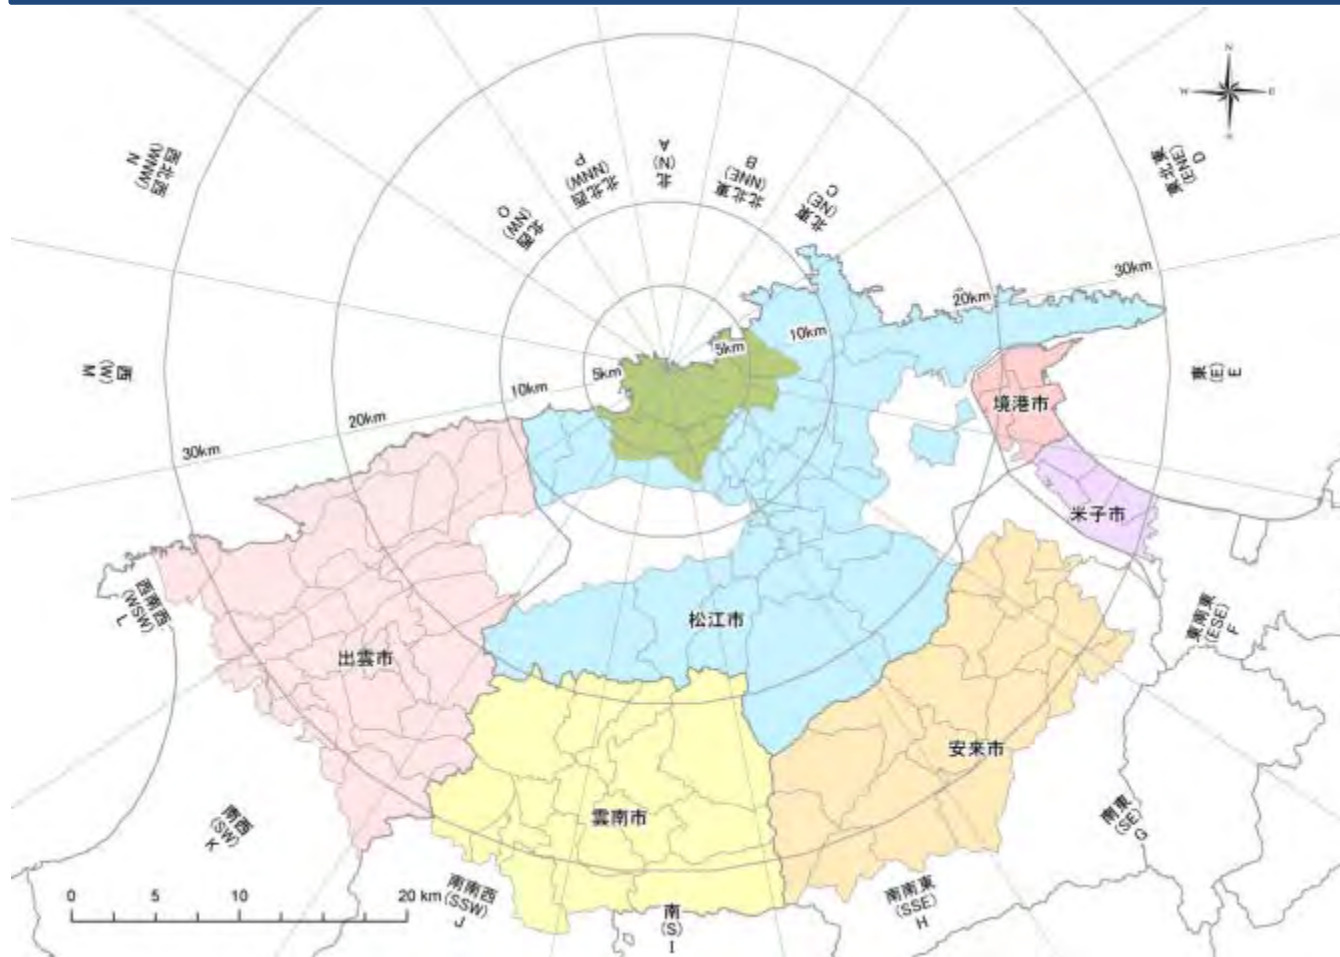 N
W
E
北
(N)
A
北北東
(NNE)
B
北東
(NE)
C
東北東
(ENE)
D
東
(E)
E
東南東
(ESE)
F
南東
(SE)
G
南南東
(SSE)
H
南
(S)
I
南南西
(SSW)
J
南西
(SW)
K
西南西
(WSW)
L
西
(W)
M
西北西
(WNW)
N
北西
(NW)
O
北北西
(NNW)
P
30km
20km
10km
5km
5km
10km
20km
30km
境港市
米子市
松江市
出雲市
安来市
雲南市
0 5 10 20 km